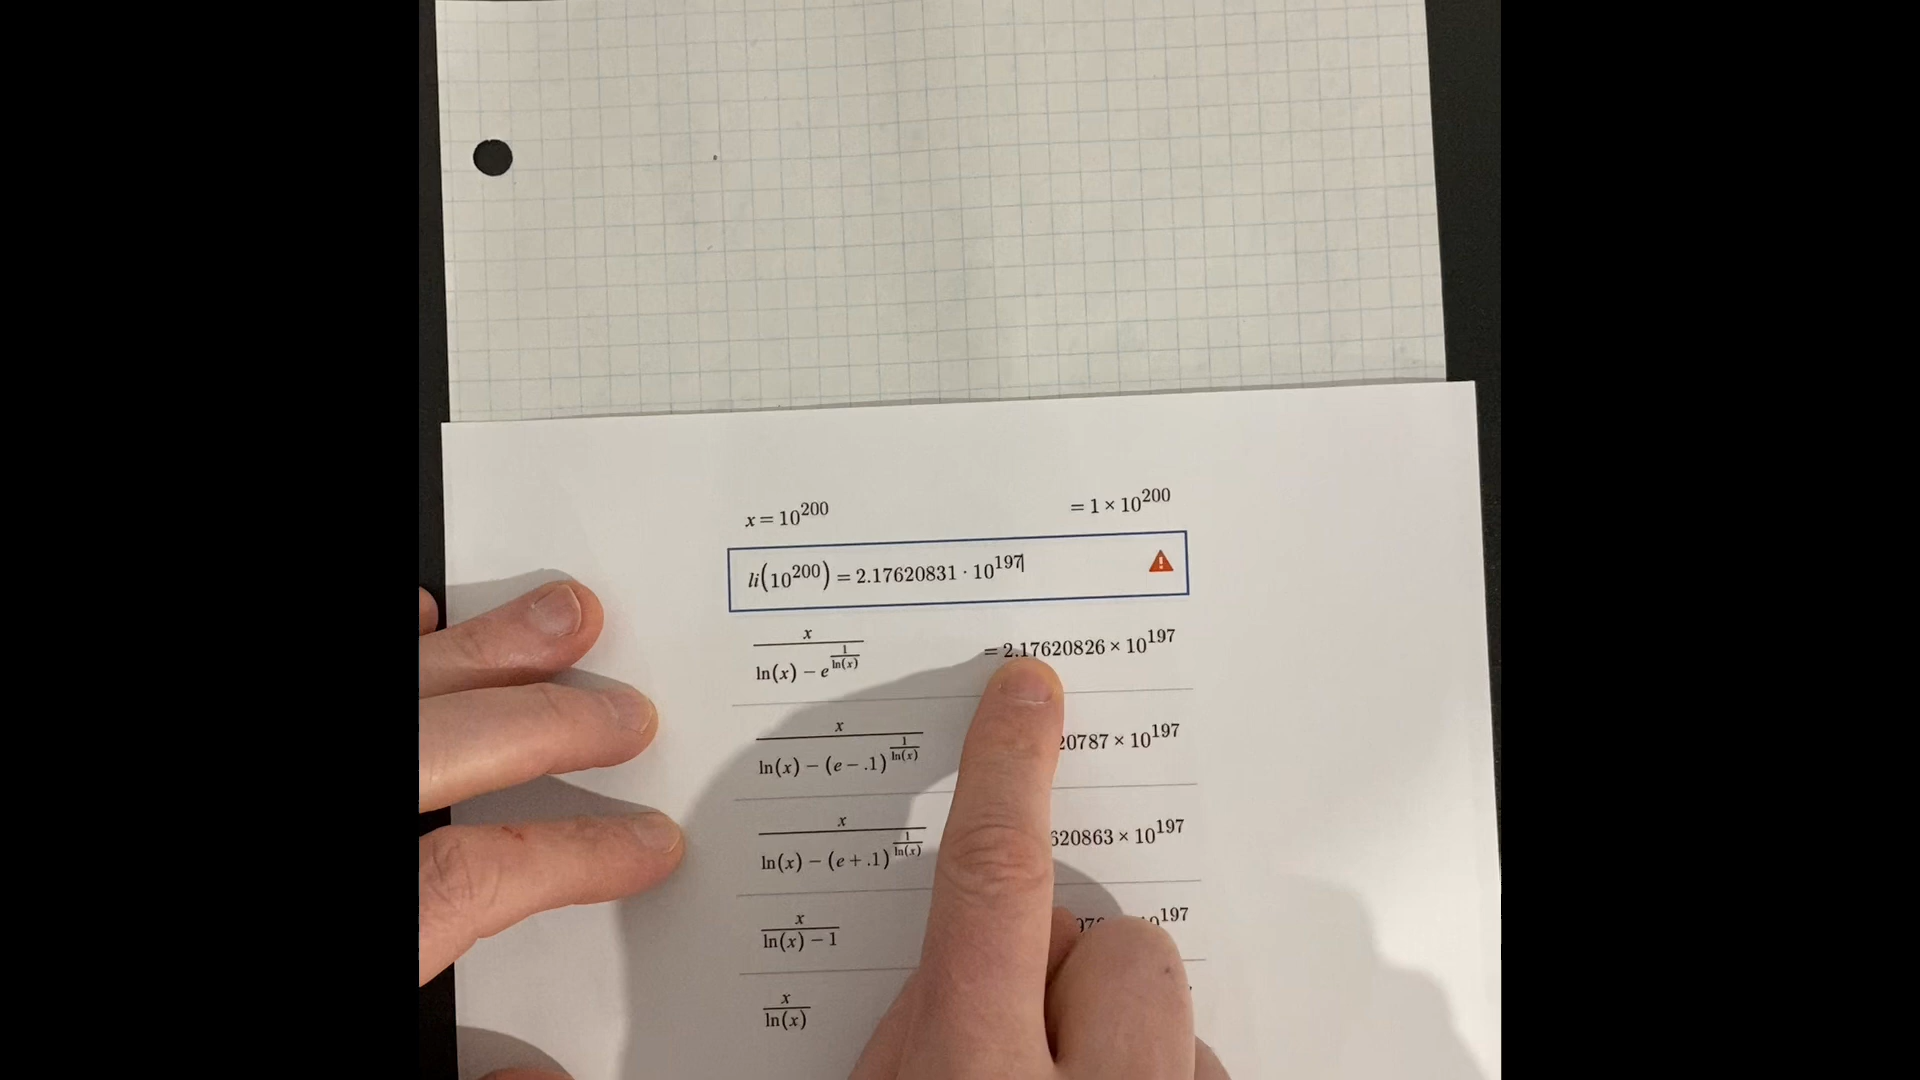 x = 10^200 = 1 × 10^200
li(10^200) = 2.17620831 · 10^197
x/(ln(x) − e^(1/ln(x))) = 2.17620826 × 10^197
x/(ln(x) − (e − .1)^(1/ln(x))) 20787 × 10^197
x/(ln(x) − (e + .1)^(1/ln(x))) 620863 × 10^197
x/(ln(x) − 1) 197
x/ln(x)